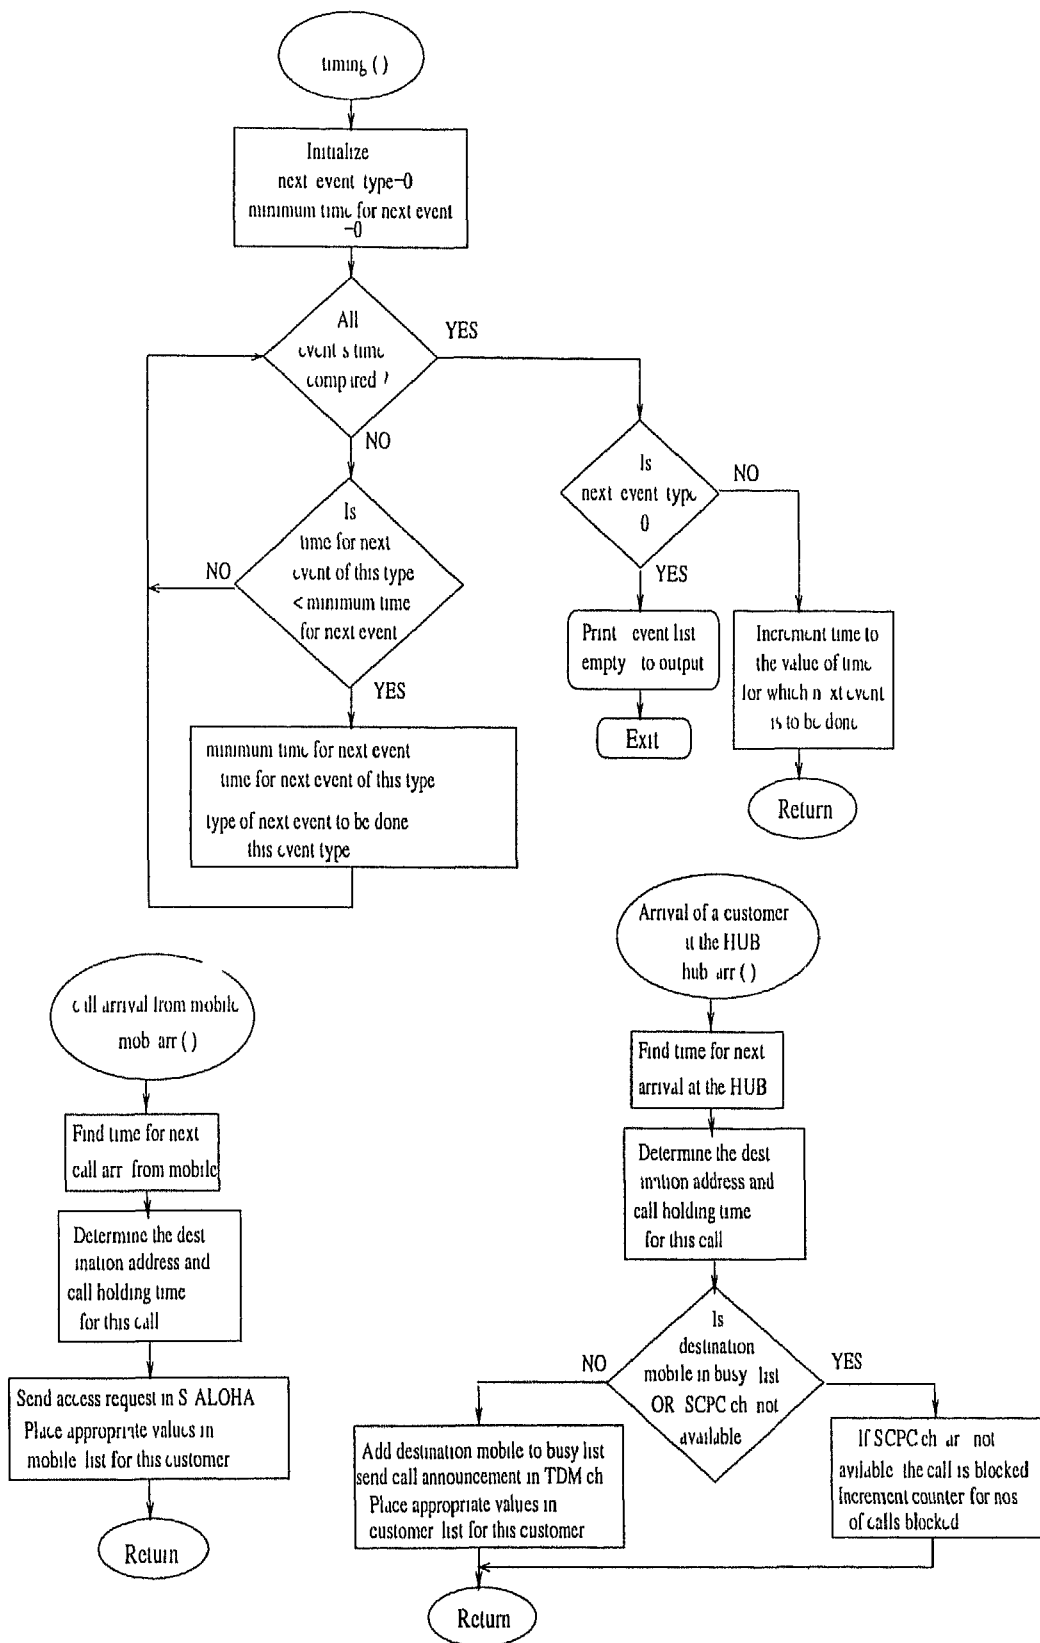 timing ( )
Initialize
next event type=0
minimum time for next event
=0
All
event s time
compared ?
YES
NO
Is
next event type
0
NO
YES
Is
time for next
event of this type
< minimum time
for next event
NO
YES
Print event list
empty to output
Exit
Increment time to
the value of time
for which n xt event
is to be done
Return
minimum time for next event
time for next event of this type
type of next event to be done
this event type
Arrival of a customer
at the HUB
hub arr ( )
Find time for next
arrival at the HUB
Determine the dest
ination address and
call holding time
for this call
Is
destination
mobile in busy list
OR SCPC ch not
available
NO
YES
Add destination mobile to busy list
send call announcement in TDM ch
Place appropriate values in
customer list for this customer
If SCPC ch ar not
available the call is blocked
Increment counter for nos
of calls blocked
Return
call arrival from mobile
mob arr ( )
Find time for next
call arr from mobile
Determine the dest
ination address and
call holding time
for this call
Send access request in S ALOHA
Place appropriate values in
mobile list for this customer
Return